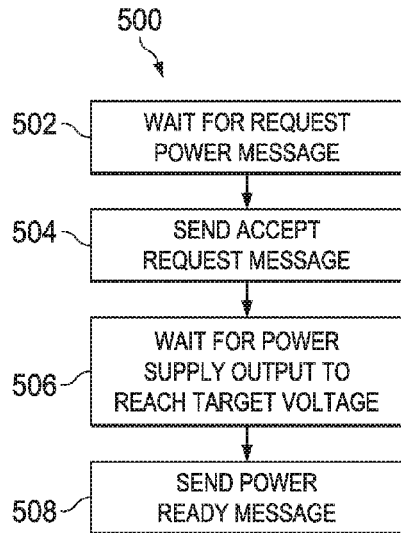 500
502
WAIT FOR REQUEST
POWER MESSAGE
504
SEND ACCEPT
REQUEST MESSAGE
506
WAIT FOR POWER
SUPPLY OUTPUT TO
REACH TARGET VOLTAGE
508
SEND POWER
READY MESSAGE